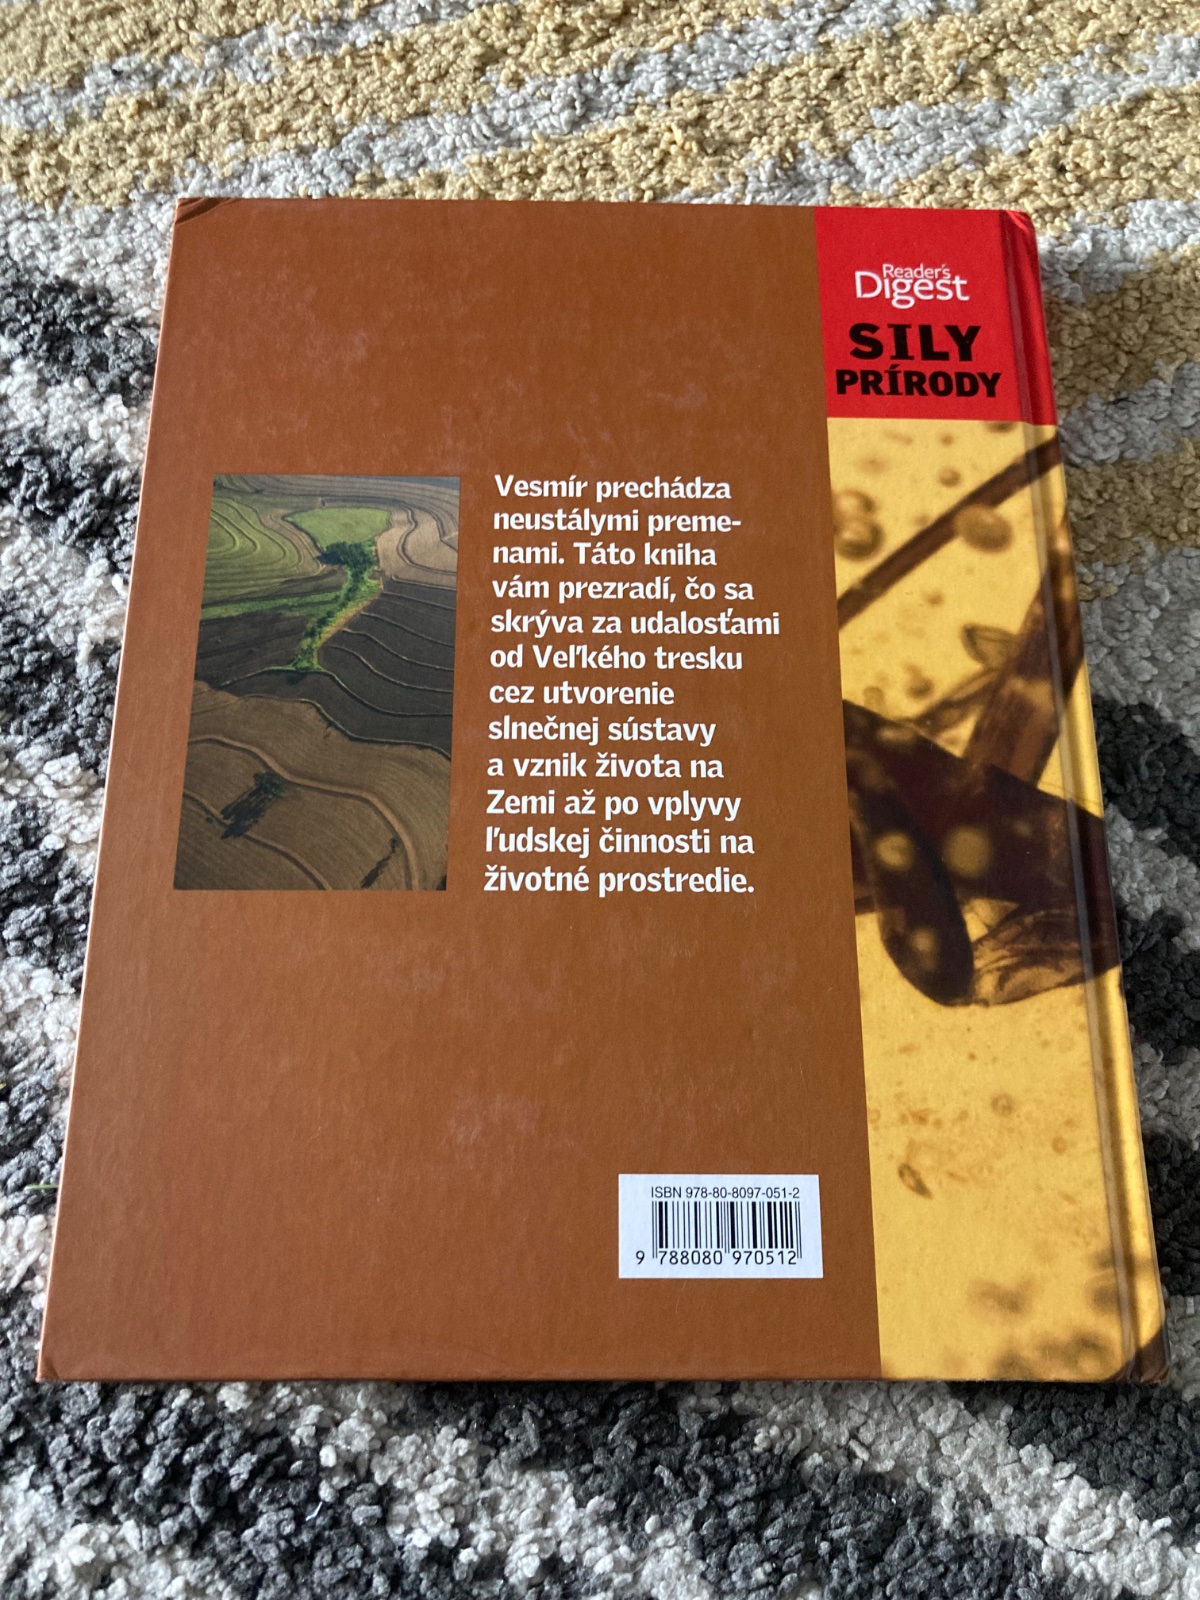 Reader's
Digest
SILY
PRÍRODY
Vesmír prechádza
neustálymi preme-
nami. Táto kniha
vám prezradí, čo sa
skrýva za udalosťami
od Veľkého tresku
cez utvorenie
slnečnej sústavy
a vznik života na
Zemi až po vplyvy
ľudskej činnosti na
životné prostredie.
ISBN 978-80-8097-051-2
9 788080 970512